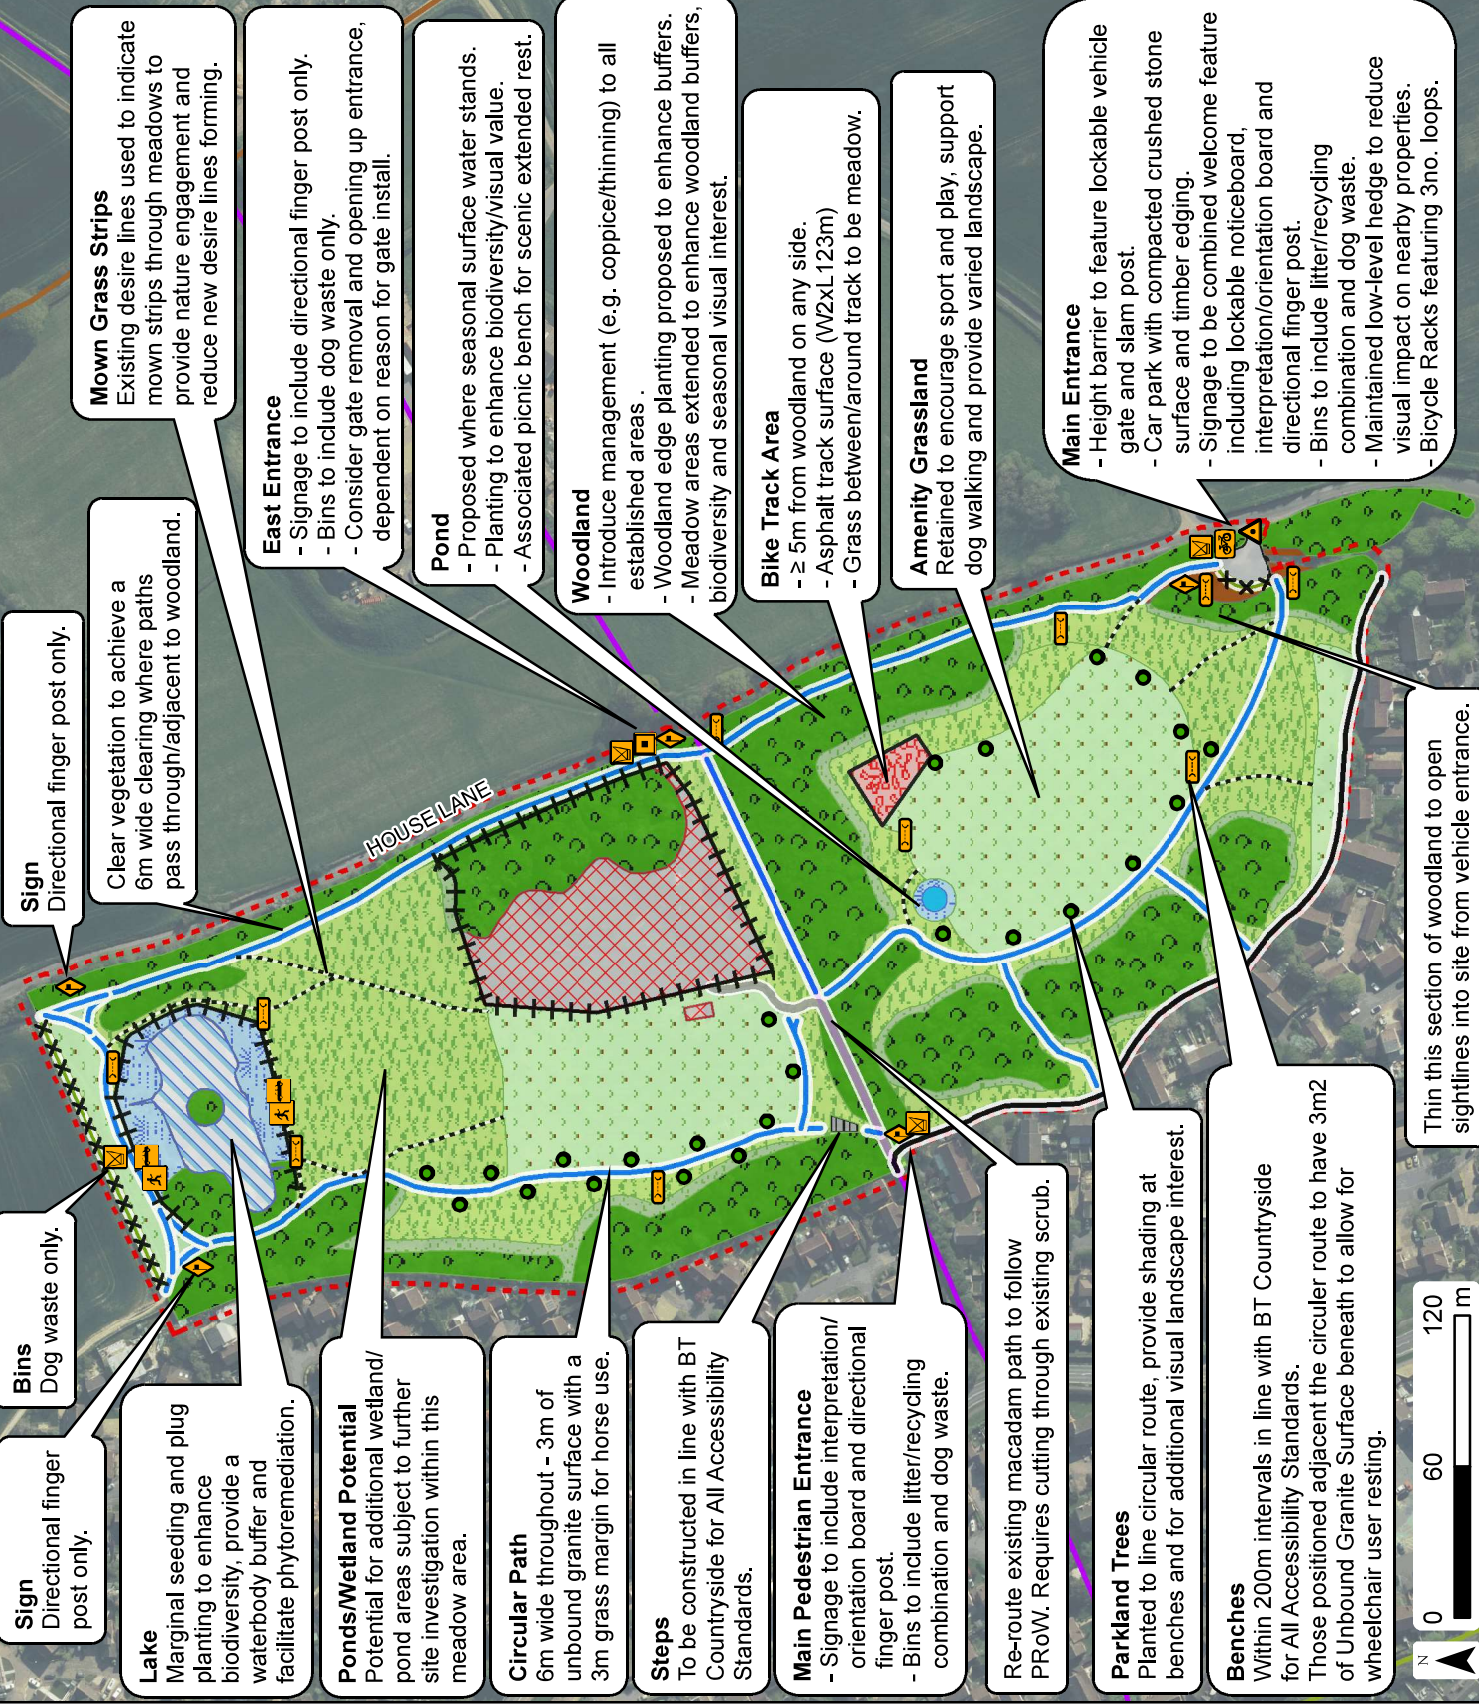 Sign
Directional finger
post only.
Bins
Dog waste only.
Sign
Directional finger post only.
Clear vegetation to achieve a
6m wide clearing where paths
pass through/adjacent to woodland.
Mown Grass Strips
Existing desire lines used to indicate
mown strips through meadows to
provide nature engagement and
reduce new desire lines forming.
East Entrance
- Signage to include directional finger post only.
- Bins to include dog waste only.
- Consider gate removal and opening up entrance,
dependent on reason for gate install.
Pond
- Proposed where seasonal surface water stands.
- Planting to enhance biodiversity/visual value.
- Associated picnic bench for scenic extended rest.
Woodland
- Introduce management (e.g. coppice/thinning) to all
established areas .
- Woodland edge planting proposed to enhance buffers.
- Meadow areas extended to enhance woodland buffers,
biodiversity and seasonal visual interest.
Bike Track Area
- ≥ 5m from woodland on any side.
- Asphalt track surface (W2xL123m)
- Grass between/around track to be meadow.
Amenity Grassland
Retained to encourage sport and play, support
dog walking and provide varied landscape.
Main Entrance
- Height barrier to feature lockable vehicle
gate and slam post.
- Car park with compacted crushed stone
surface and timber edging.
- Signage to be combined welcome feature
including lockable noticeboard,
interpretation/orientation board and
directional finger post.
- Bins to include litter/recycling
combination and dog waste.
- Maintained low-level hedge to reduce
visual impact on nearby properties.
- Bicycle Racks featuring 3no. loops.
HOUSE LANE
Lake
Marginal seeding and plug
planting to enhance
biodiversity, provide a
waterbody buffer and
facilitate phytoremediation.
Ponds/Wetland Potential
Potential for additional wetland/
pond areas subject to further
site investigation within this
meadow area.
Circular Path
6m wide throughout - 3m of
unbound granite surface with a
3m grass margin for horse use.
Steps
To be constructed in line with BT
Countryside for All Accessibility
Standards.
Main Pedestrian Entrance
- Signage to include interpretation/
orientation board and directional
finger post.
- Bins to include litter/recycling
combination and dog waste.
Re-route existing macadam path to follow
PRoW. Requires cutting through existing scrub.
Parkland Trees
Planted to line circular route, provide shading at
benches and for additional visual landscape interest.
Benches
Within 200m intervals in line with BT Countryside
for All Accessibility Standards.
Those positioned adjacent the circuler route to have 3m2
of Unbound Granite Surface beneath to allow for
wheelchair user resting.
Thin this section of woodland to open
sightlines into site from vehicle entrance.
N
0 60 120
m